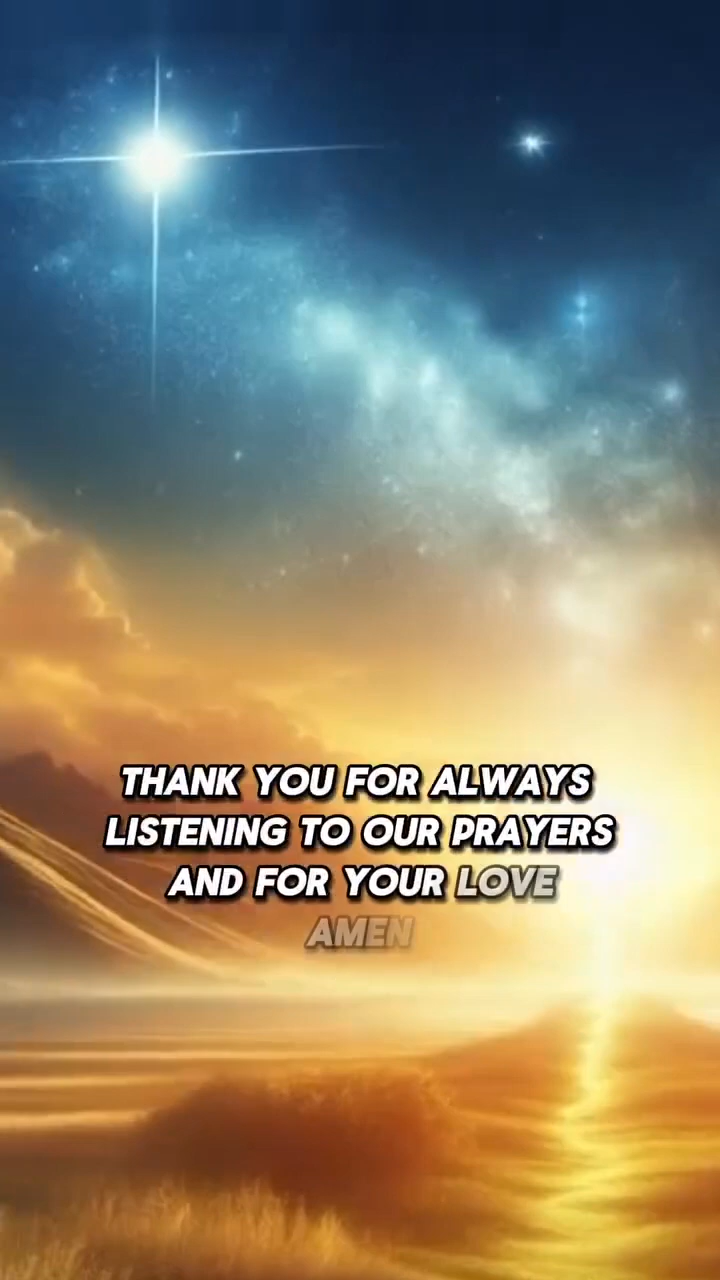 THANK YOU FOR ALWAYS
LISTENING TO OUR PRAYERS
AND FOR YOUR LOVE
AMEN